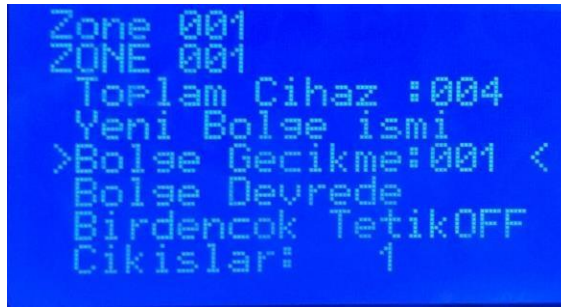 Zone 001
ZONE 001
Toplam Cihaz :004
Yeni Bolge ismi
>Bolge Gecikme:001 <
Bolge Devrede
Birdencok TetikOFF
Cikislar: 1